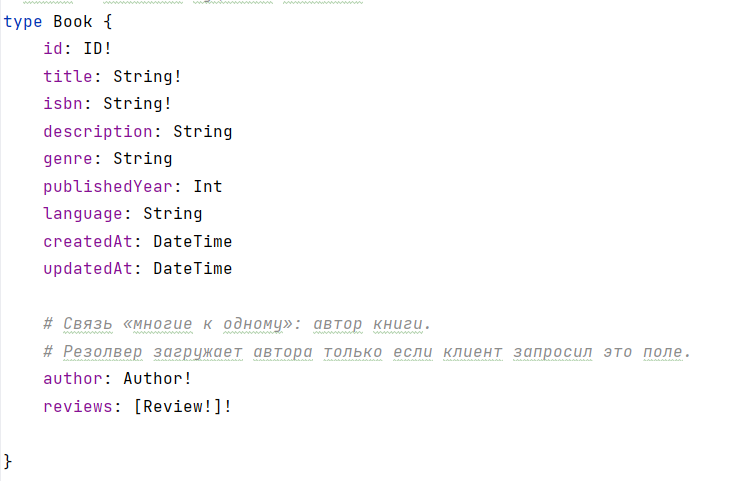 type Book {
id: ID!
title: String!
isbn: String!
description: String
genre: String
publishedYear: Int
language: String
createdAt: DateTime
updatedAt: DateTime
# Связь «многие к одному»: автор книги.
# Резолвер загружает автора только если клиент запросил это поле.
author: Author!
reviews: [Review!]!
}